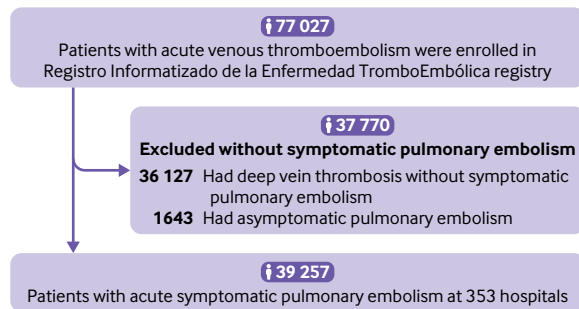 77 027
Patients with acute venous thromboembolism were enrolled in
Registro Informatizado de la Enfermedad TromboEmbólica registry
37 770
Excluded without symptomatic pulmonary embolism
36 127 Had deep vein thrombosis without symptomatic
pulmonary embolism
1643 Had asymptomatic pulmonary embolism
39 257
Patients with acute symptomatic pulmonary embolism at 353 hospitals